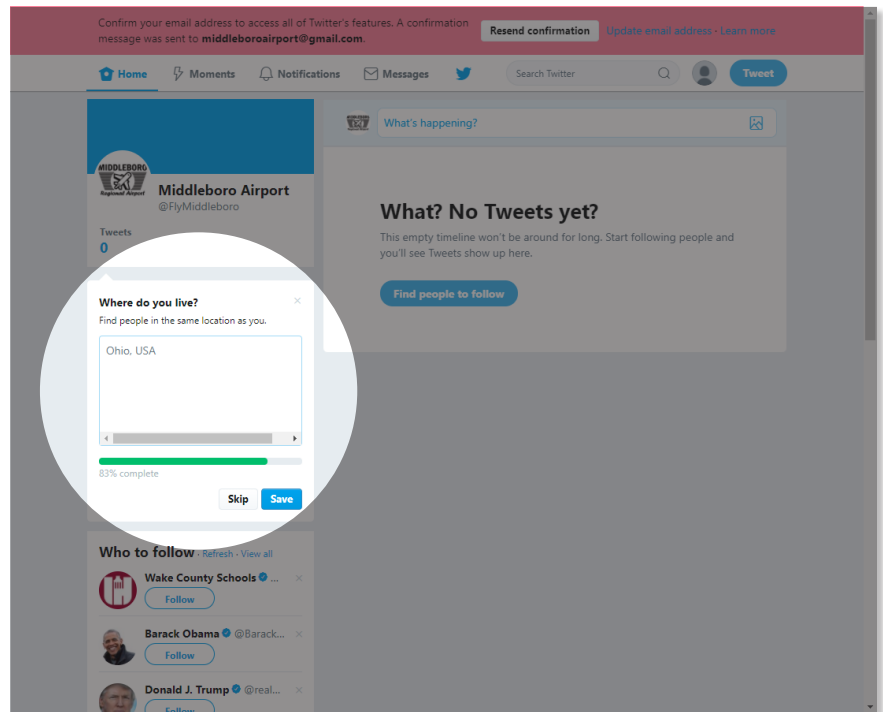 Confirm your email address to access all of Twitter's features. A confirmation
message was sent to middleboroairport@gmail.com.
Resend confirmation
Update email address · Learn more
Home
Moments
Notifications
Messages
Search Twitter
Tweet
MIDDLEBORO
Regional Airport
Middleboro Airport
@FlyMiddleboro
Tweets
0
What's happening?
What? No Tweets yet?
This empty timeline won't be around for long. Start following people and
you'll see Tweets show up here.
Find people to follow
Where do you live?
Find people in the same location as you.
Ohio, USA
83% complete
Skip
Save
Who to follow · Refresh · View all
Wake County Schools ...
Follow
Barack Obama @Barack...
Follow
Donald J. Trump @real...
Follow